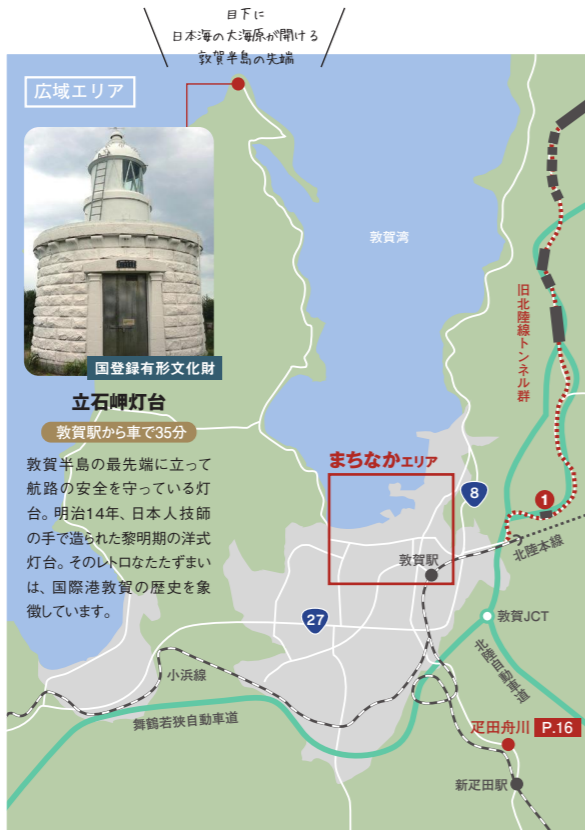 目下に
日本海の大海原が開ける
敦賀半島の先端
広域エリア
敦賀湾
旧北陸線トンネル群
国登録有形文化財
立石岬灯台
敦賀駅から車で35分
敦賀半島の最先端に立って
航路の安全を守っている灯
台。明治14年、日本人技師
の手で造られた黎明期の洋式
灯台。そのレトロなたたずまい
は、国際港敦賀の歴史を象
徴しています。
まちなかエリア
8
1
北陸本線
敦賀駅
27
敦賀JCT
北陸自動車道
小浜線
舞鶴若狭自動車道
疋田舟川 P.16
新疋田駅